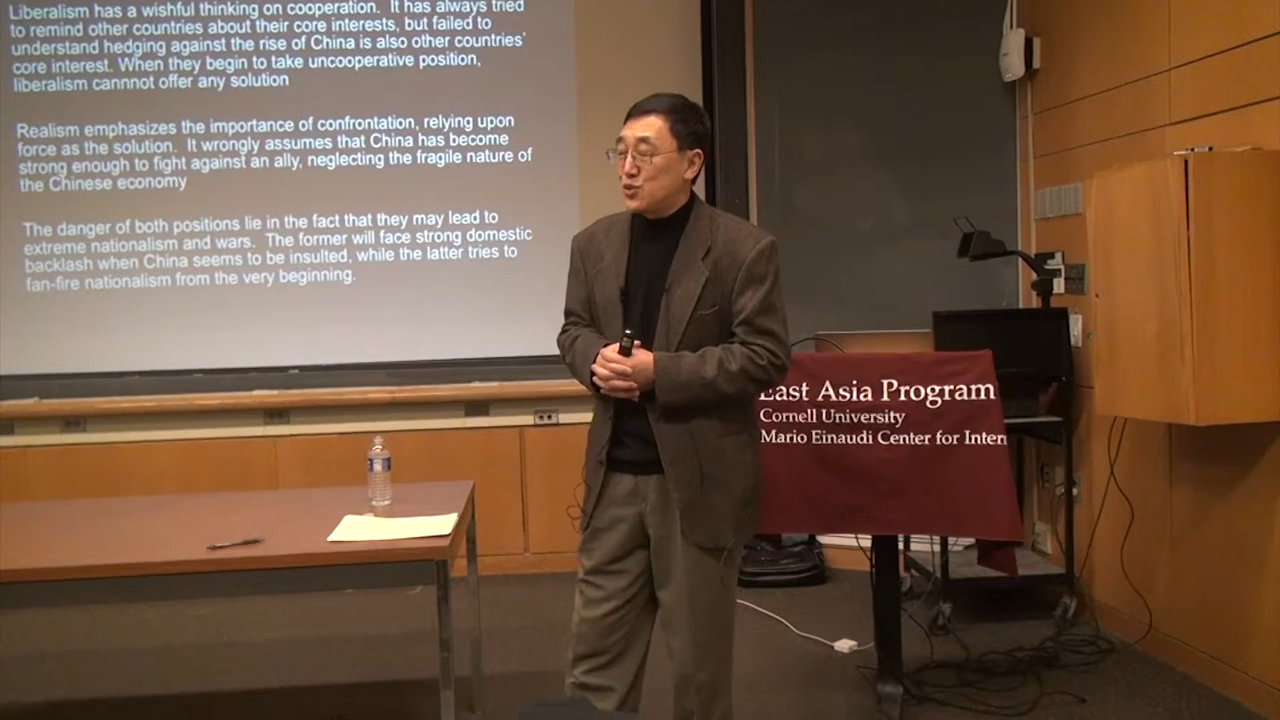 Liberalism has a wishful thinking on cooperation. It has always tried
to remind other countries about their core interests, but failed to
understand hedging against the rise of China is also other countries'
core interest. When they begin to take uncooperative position,
liberalism cannnot offer any solution
Realism emphasizes the importance of confrontation, relying upon
force as the solution. It wrongly assumes that China has become
strong enough to fight against an ally, neglecting the fragile nature of
the Chinese economy
The danger of both positions lie in the fact that they may lead to
extreme nationalism and wars. The former will face strong domestic
backlash when China seems to be insulted, while the latter tries to
fan-fire nationalism from the very beginning.
East Asia Program
Cornell University
Mario Einaudi Center for Intern